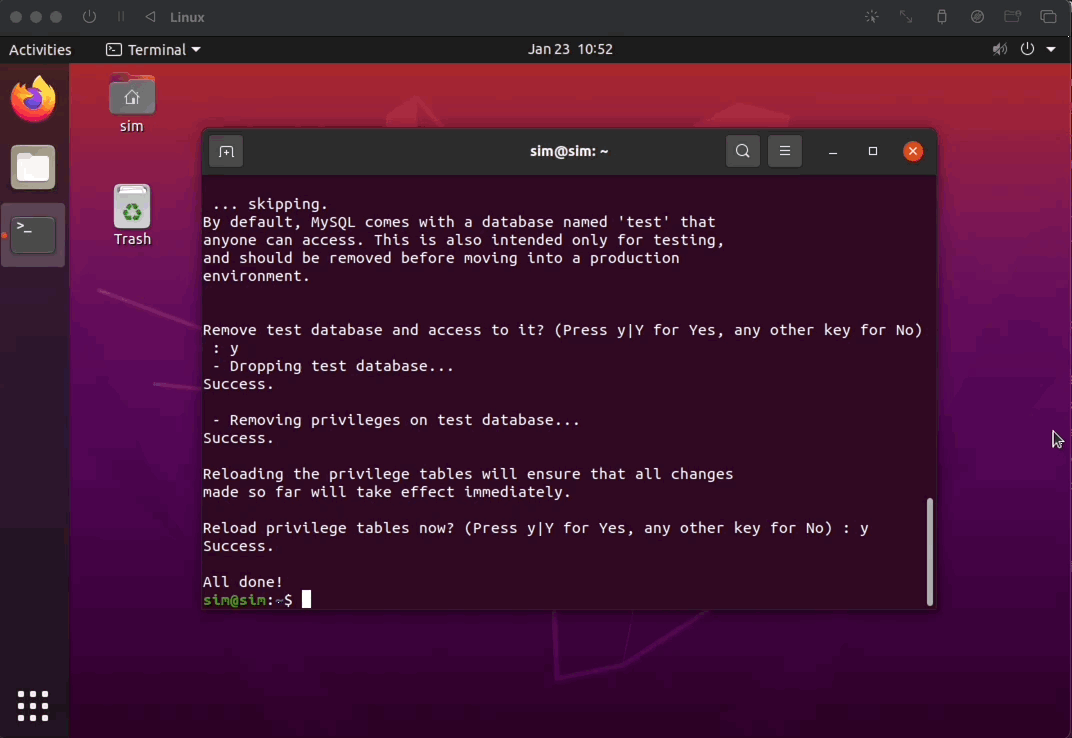 Linux
Activities
Terminal
Jan 23 10:52
sim
Trash
sim@sim: ~
... skipping.
By default, MySQL comes with a database named 'test' that
anyone can access. This is also intended only for testing,
and should be removed before moving into a production
environment.
Remove test database and access to it? (Press y|Y for Yes, any other key for No)
: y
- Dropping test database...
Success.
- Removing privileges on test database...
Success.
Reloading the privilege tables will ensure that all changes
made so far will take effect immediately.
Reload privilege tables now? (Press y|Y for Yes, any other key for No) : y
Success.
All done!
sim@sim:~$